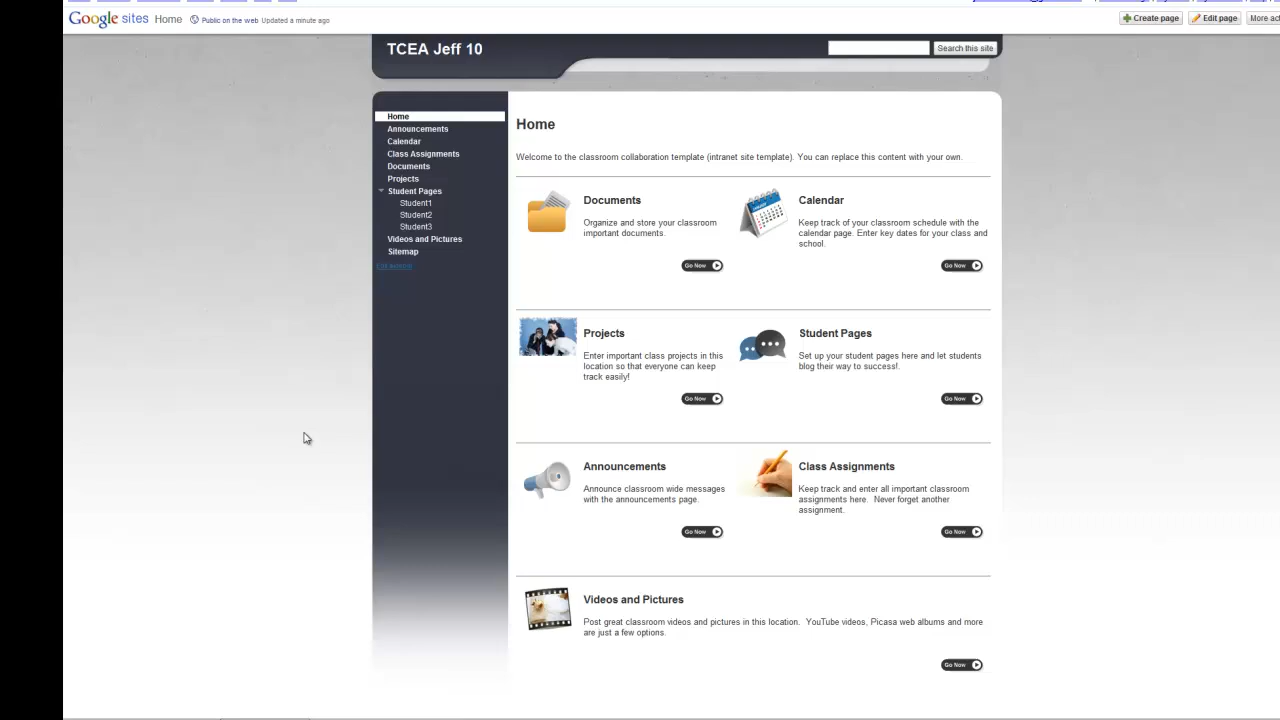 Google sites Home Public on the web Updated a minute ago
Create page Edit page More ac
TCEA Jeff 10
Search this site
Home
Announcements
Calendar
Class Assignments
Documents
Projects
Student Pages
Student1
Student2
Student3
Videos and Pictures
Sitemap
Edit sidebar
Home
Welcome to the classroom collaboration template (intranet site template). You can replace this content with your own.
Documents
Organize and store your classroom
important documents.
Go Now
Calendar
Keep track of your classroom schedule with the
calendar page. Enter key dates for your class and
school.
Go Now
Projects
Enter important class projects in this
location so that everyone can keep
track easily!
Go Now
Student Pages
Set up your student pages here and let students
blog their way to success!.
Go Now
Announcements
Announce classroom wide messages
with the announcements page.
Go Now
Class Assignments
Keep track and enter all important classroom
assignments here. Never forget another
assignment.
Go Now
Videos and Pictures
Post great classroom videos and pictures in this location. YouTube videos, Picasa web albums and more
are just a few options.
Go Now